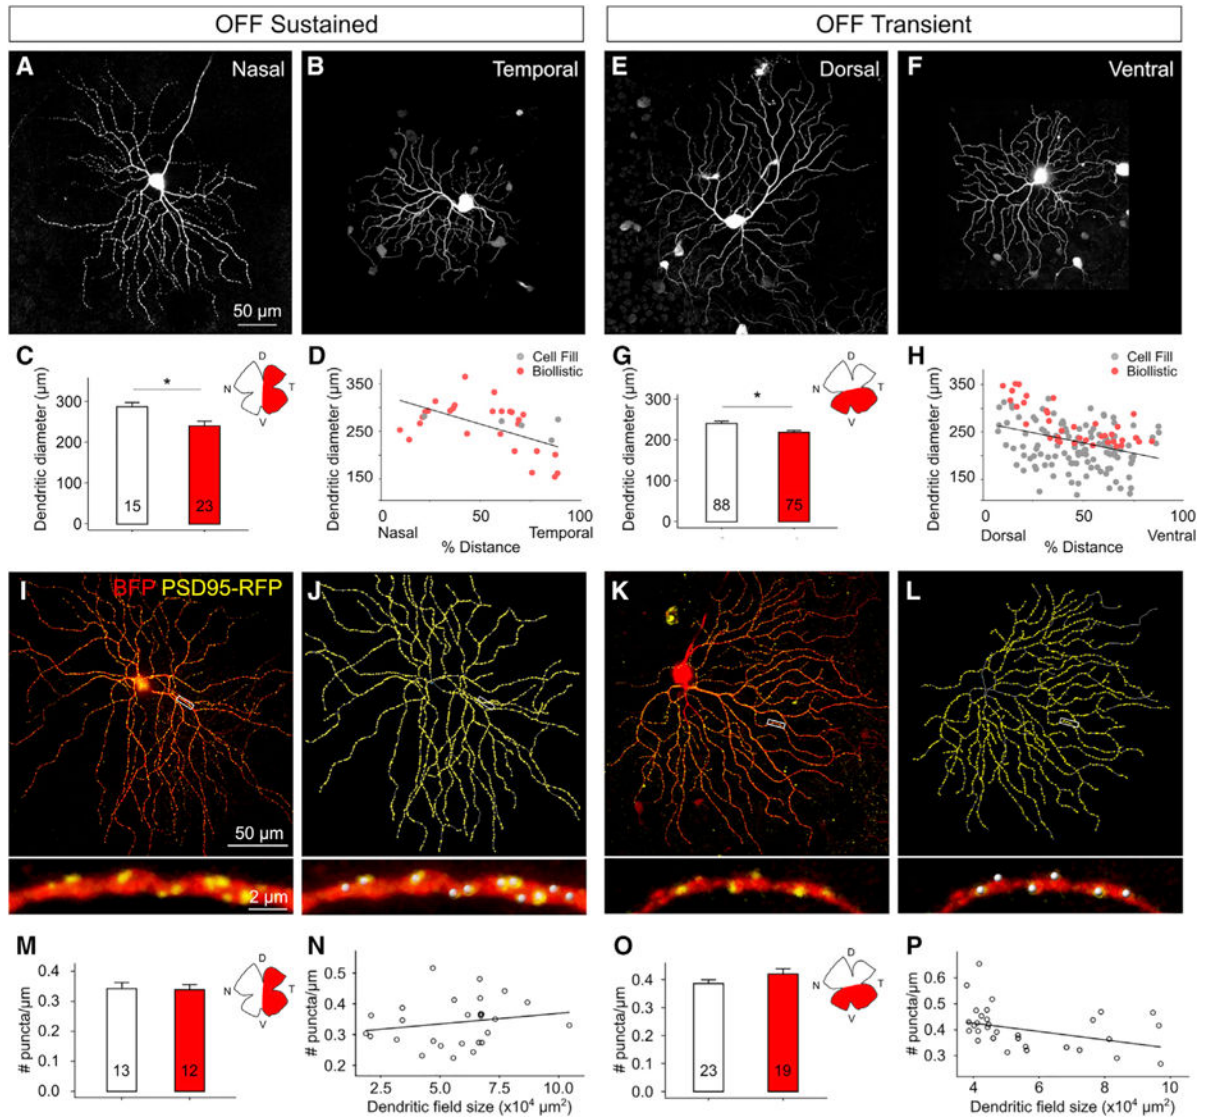 OFF Sustained
OFF Transient
A Nasal
B Temporal
E Dorsal
F Ventral
50 µm
C
Dendritic diameter (µm)
300
200
100
0
*
15
23
D
N
T
V
D
Dendritic diameter (µm)
350
250
150
Cell Fill
Biollistic
0
50
100
Nasal
Temporal
% Distance
G
Dendritic diameter (µm)
300
200
100
0
*
88
75
D
N
T
V
H
Dendritic diameter (µm)
350
250
150
Cell Fill
Biollistic
0
50
100
Dorsal
Ventral
% Distance
I BFP PSD95-RFP
J
K
L
50 µm
2 µm
M
# puncta/µm
0.4
0.3
0.2
0.1
0.0
13
12
D
N
T
V
N
# puncta/µm
0.5
0.4
0.3
0.2
2.5
5.0
7.5
10.0
Dendritic field size (x10⁴ µm²)
O
# puncta/µm
0.4
0.3
0.2
0.1
0.0
23
19
D
N
T
V
P
# puncta/µm
0.6
0.5
0.4
0.3
4
6
8
10
Dendritic field size (x10⁴ µm²)